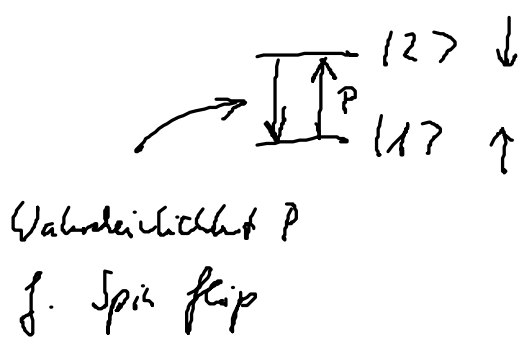 |2> ↓
P
|1> ↑
Wahrscheinlichkeit P
f. Spin flip